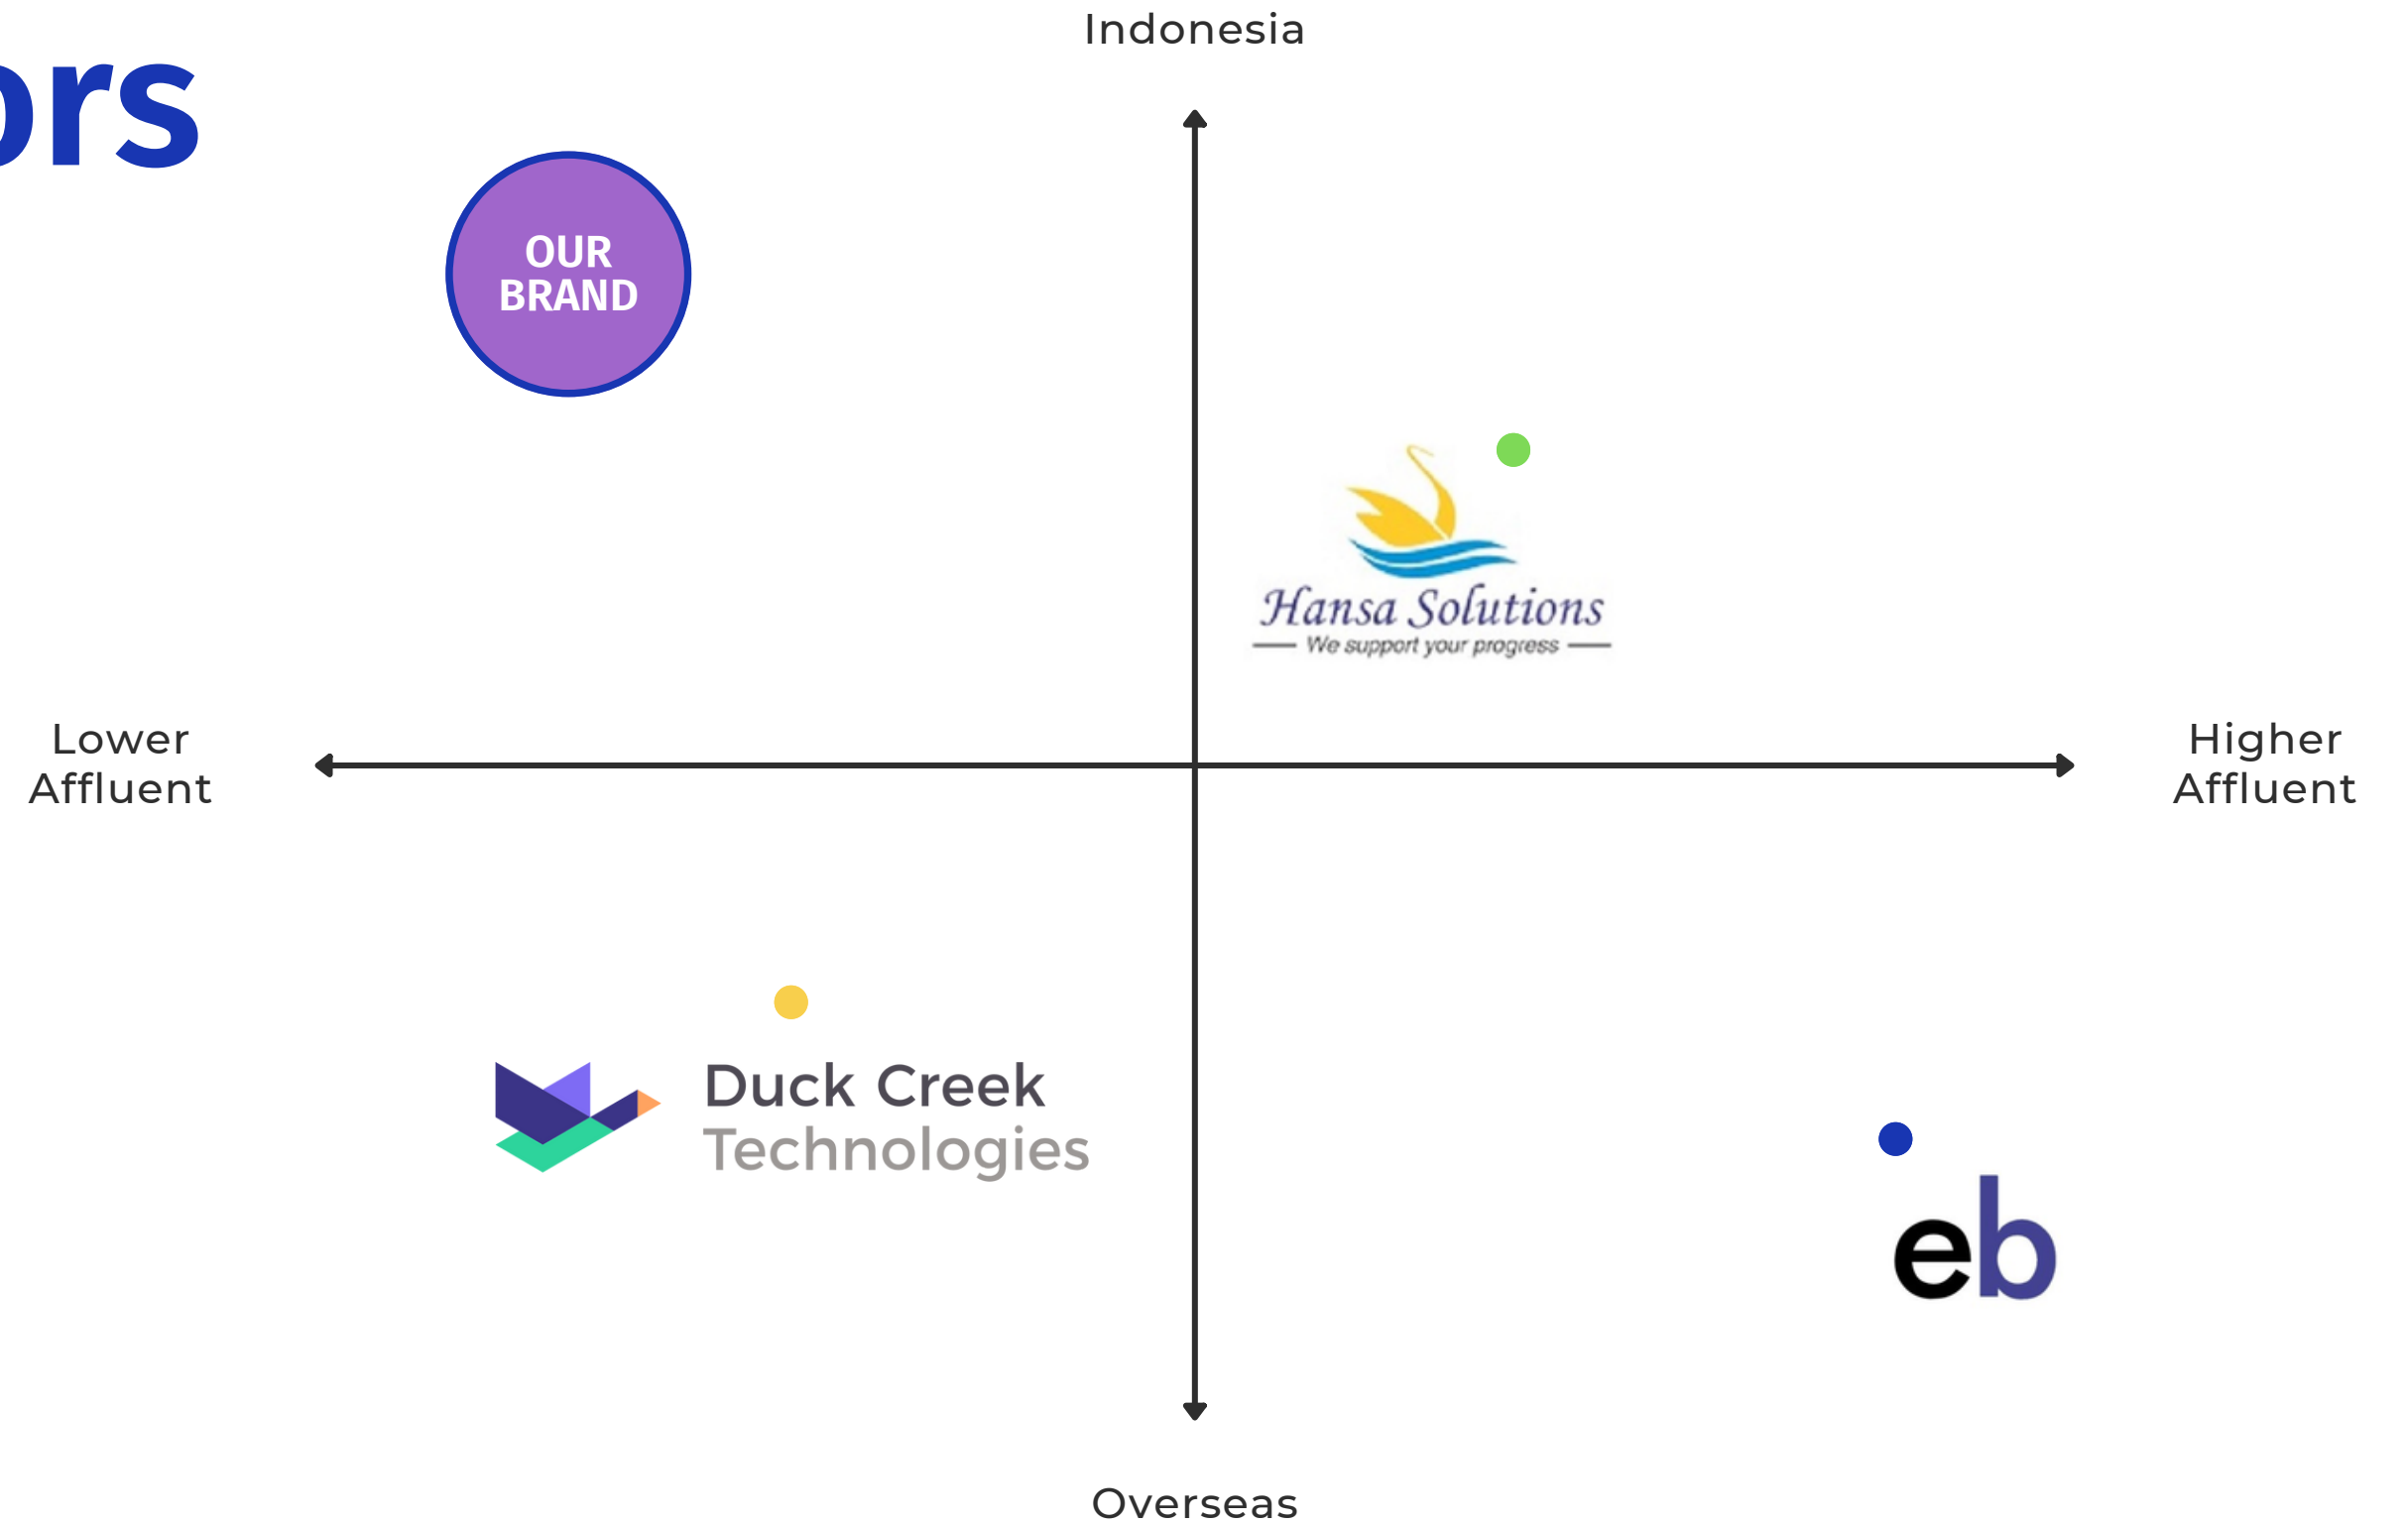 ors
Indonesia
OUR
BRAND
Hansa Solutions
We support your progress
Lower
Affluent
Higher
Affluent
Duck Creek
Technologies
eb
Overseas